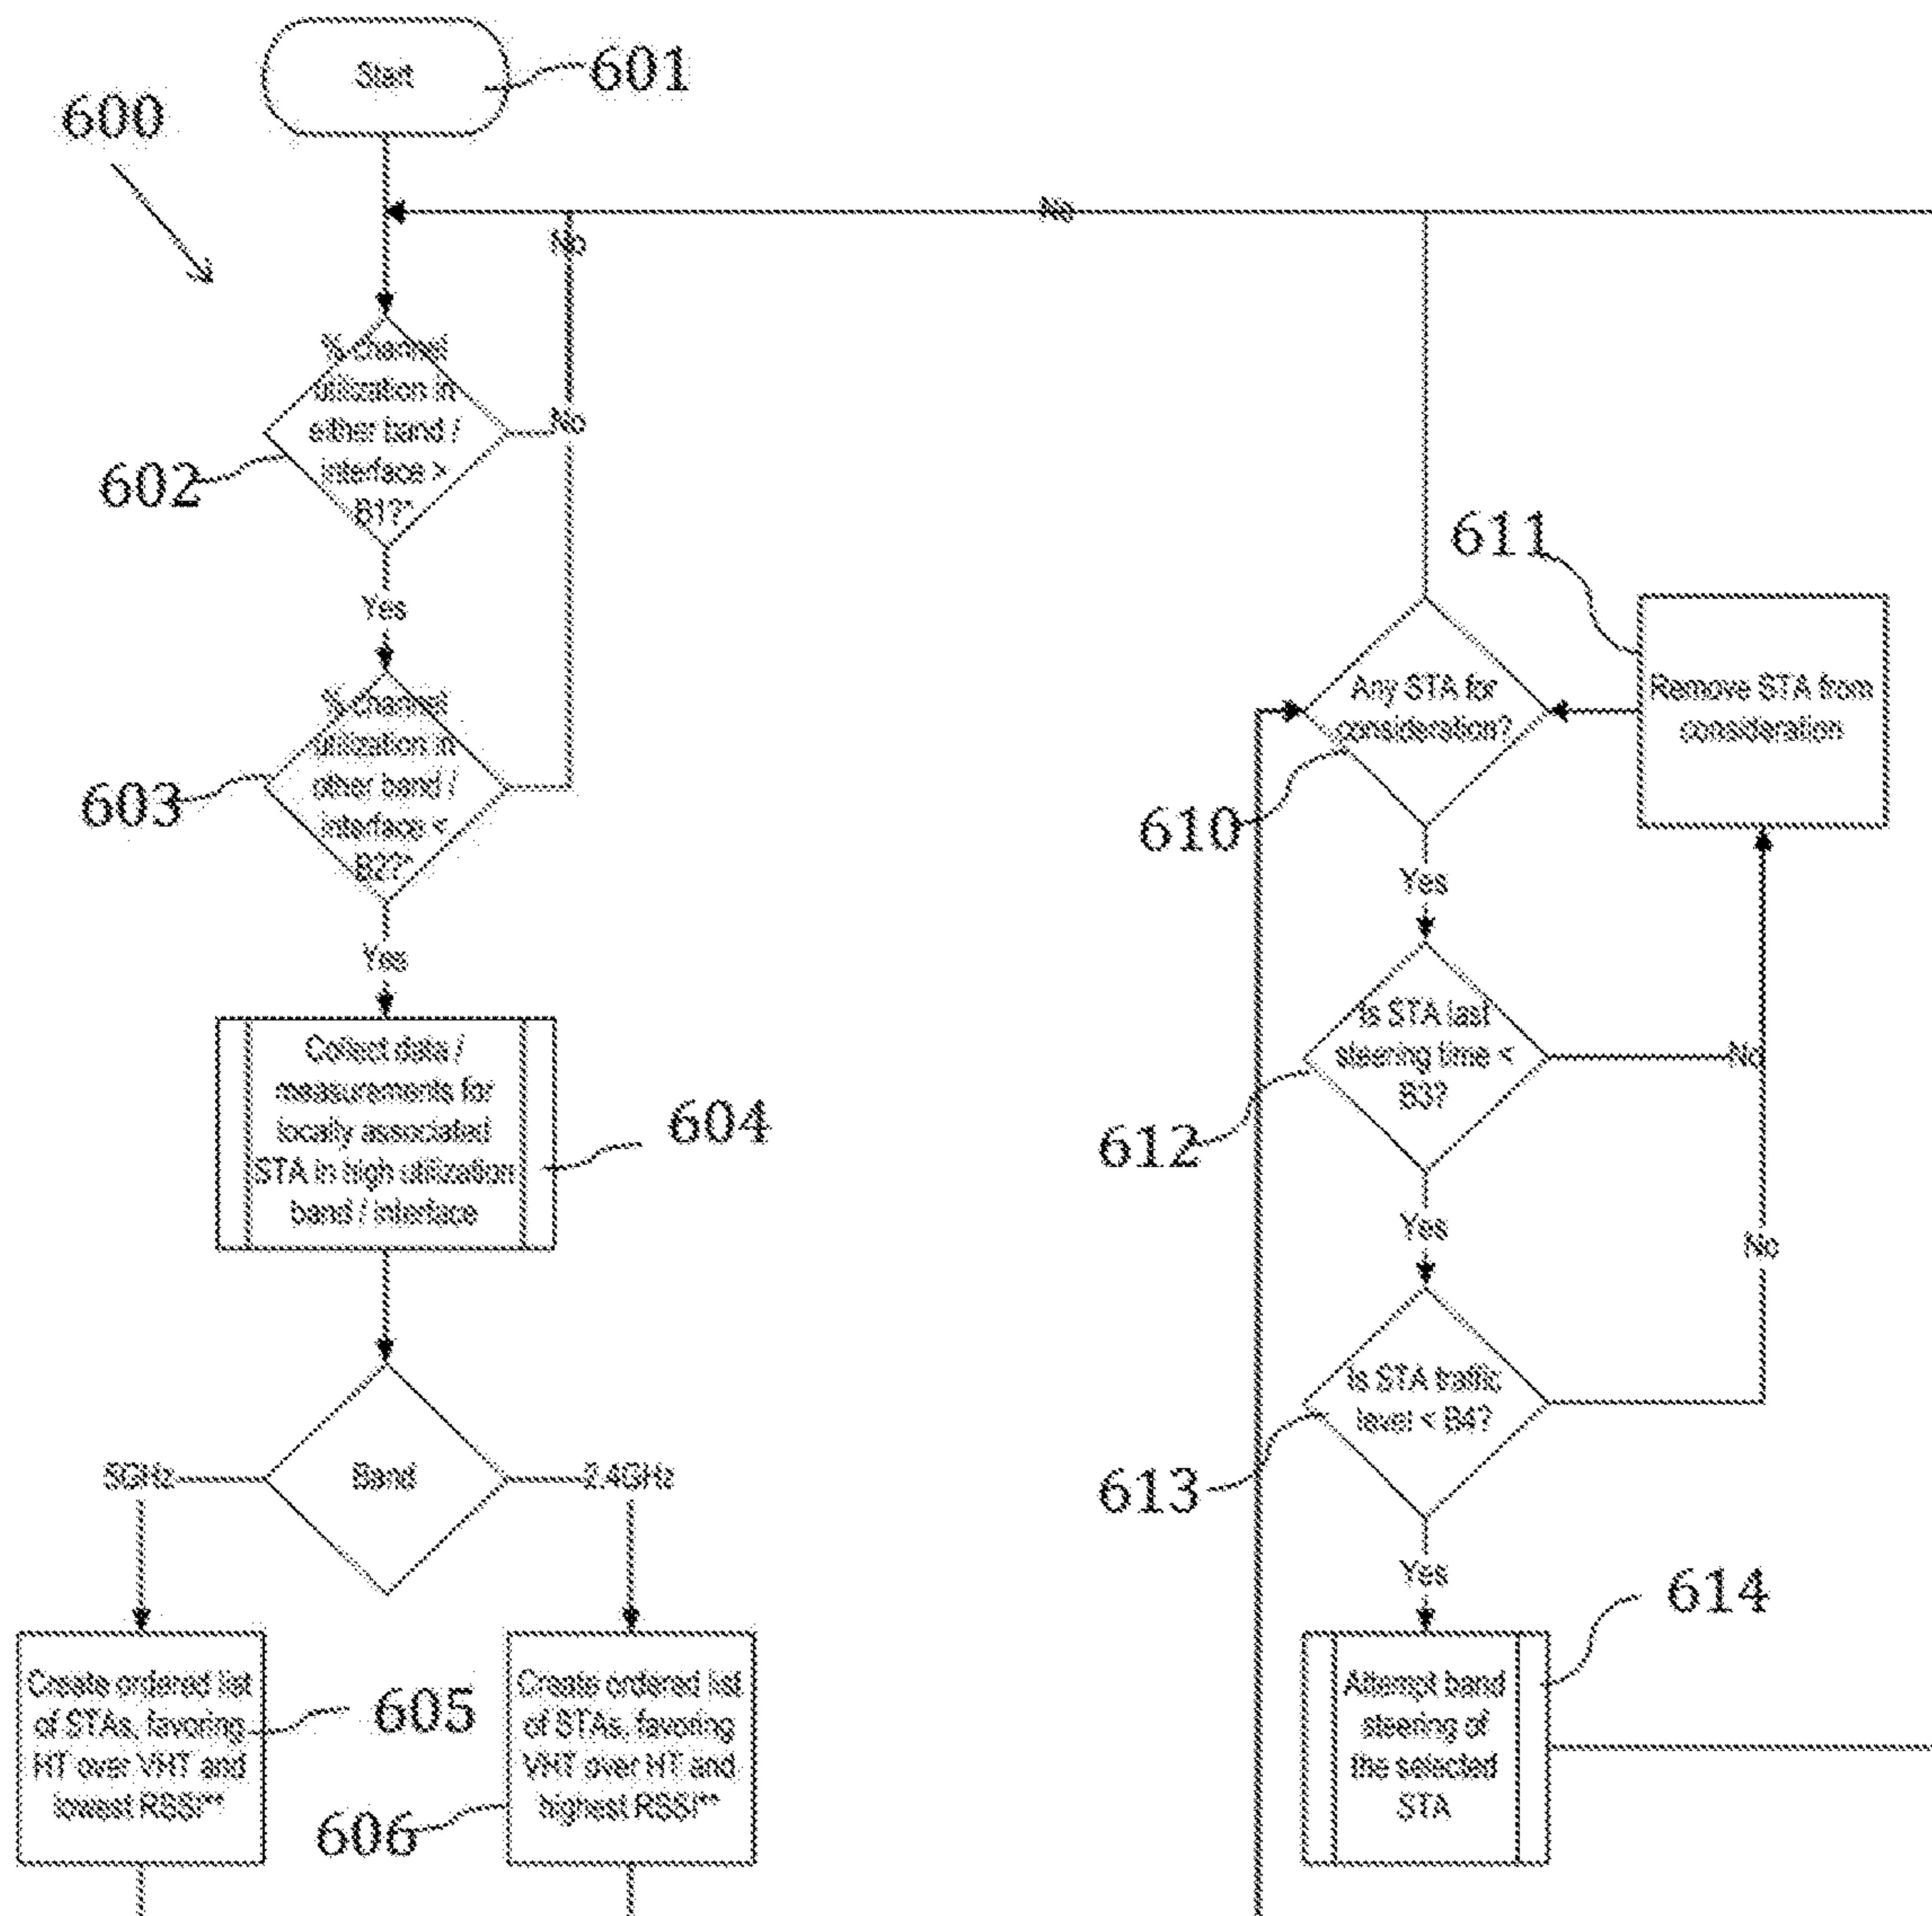 Start
601
600
No
No
% channel
utilization in
either band /
interface >
B1?*
No
602
Yes
% channel
utilization in
other band /
interface <
B2?*
603
Yes
Collect data /
measurements for
locally associated
STA in high utilization
band / interface
604
Band
5GHz
2.4GHz
Create ordered list
of STAs, favoring
HT over VHT and
lowest RSSI**
605
Create ordered list
of STAs, favoring
VHT over HT and
highest RSSI**
606
611
Any STA for
consideration?
Remove STA from
consideration
610
Yes
Is STA last
steering time <
B3?
No
612
Yes
No
Is STA traffic
level < B4?
613
Yes
614
Attempt band
steering of
the selected
STA